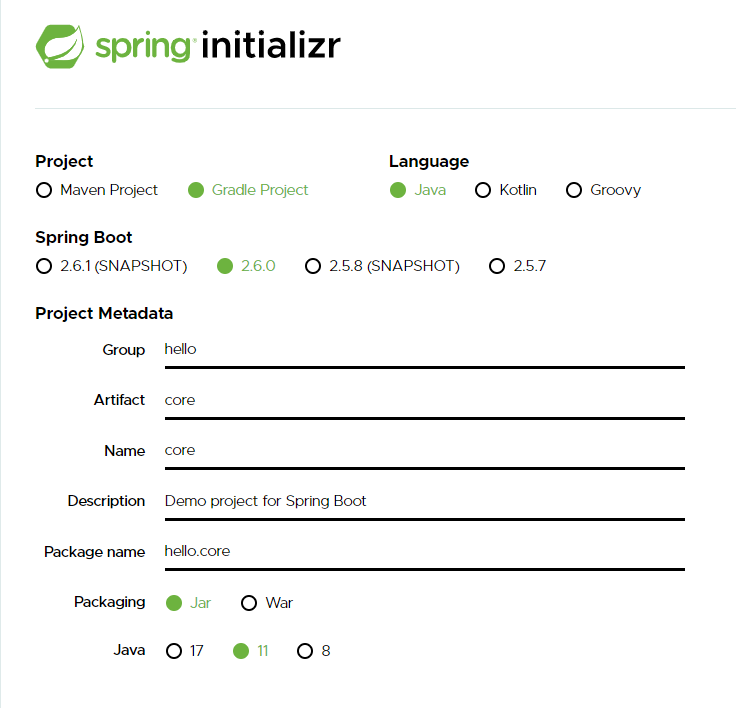 spring initializr
Project
Language
Maven Project Gradle Project
Java Kotlin Groovy
Spring Boot
2.6.1 (SNAPSHOT) 2.6.0 2.5.8 (SNAPSHOT) 2.5.7
Project Metadata
Group hello
Artifact core
Name core
Description Demo project for Spring Boot
Package name hello.core
Packaging Jar War
Java 17 11 8